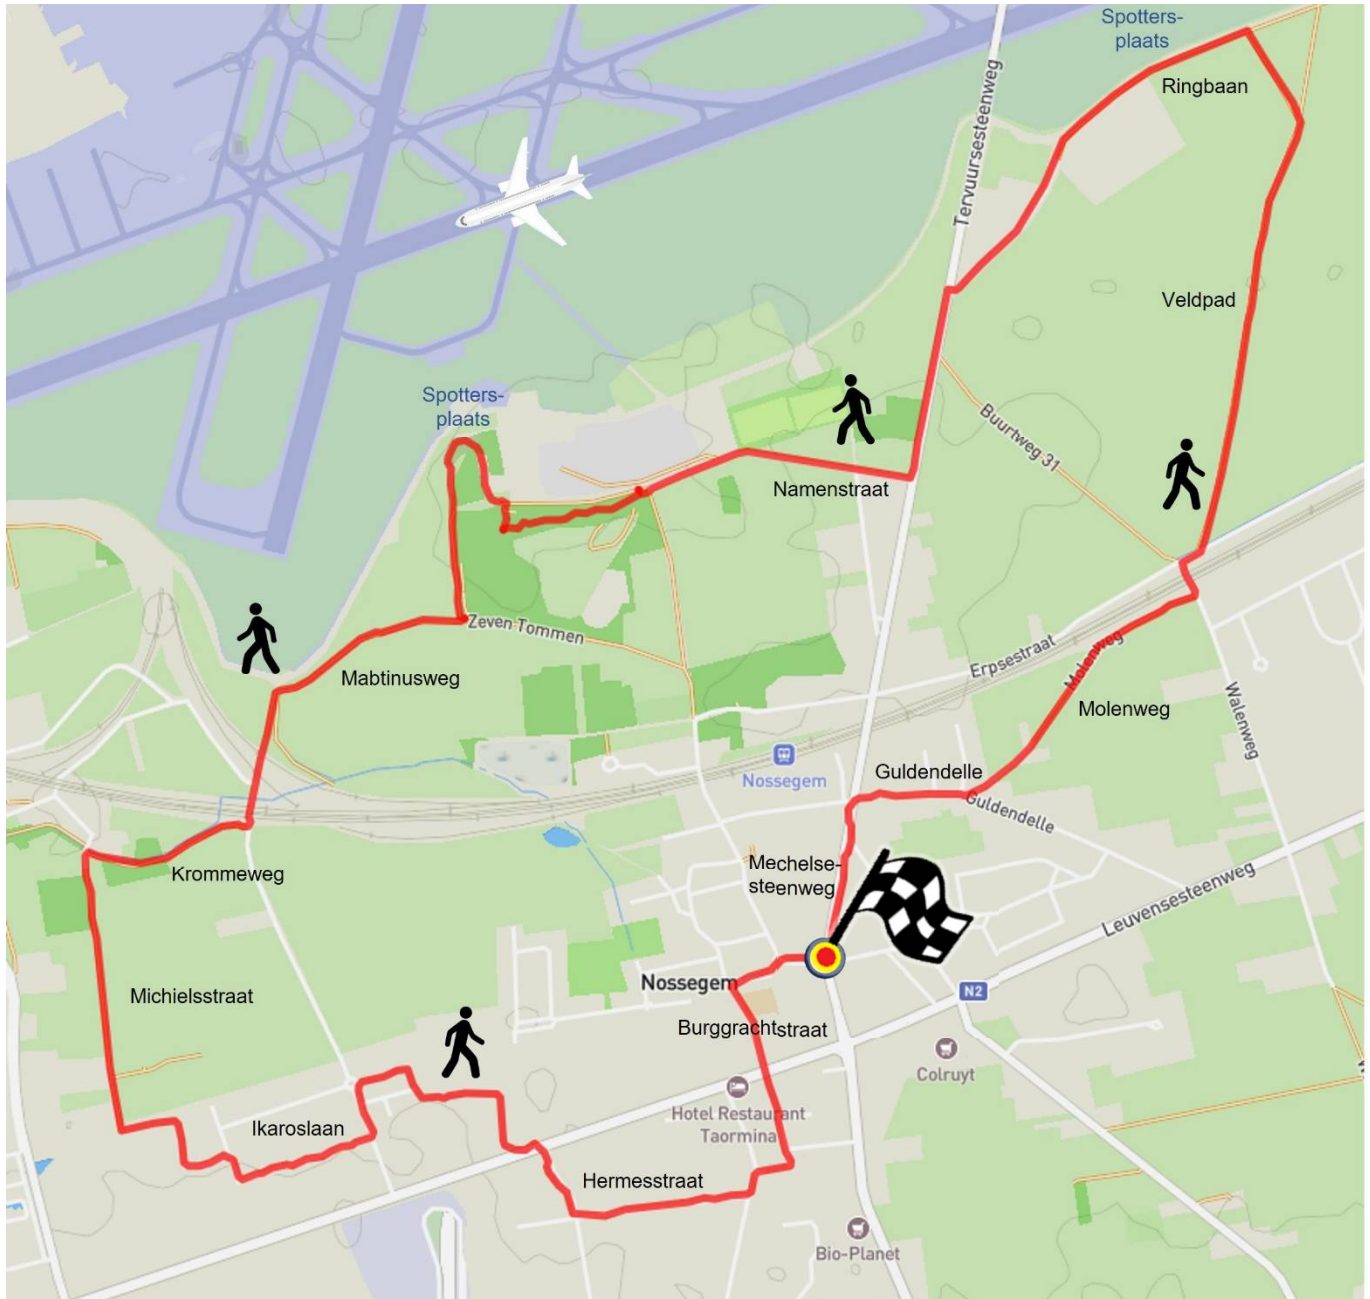 Spotters-
plaats
Ringbaan
Tervuursesteenweg
Veldpad
Spotters-
plaats
Buurtweg 31
Namenstraat
Zeven Tommen
Mabtinusweg
Erpsestraat
Molenweg
Molenweg
Walenweg
Nossegem
Guldendelle
Guldendelle
Mechelse-
steenweg
Krommeweg
Leuvensesteenweg
Nossegem
N2
Michielsstraat
Burggrachtstraat
Colruyt
Hotel Restaurant
Taormina
Ikaroslaan
Hermesstraat
Bio-Planet